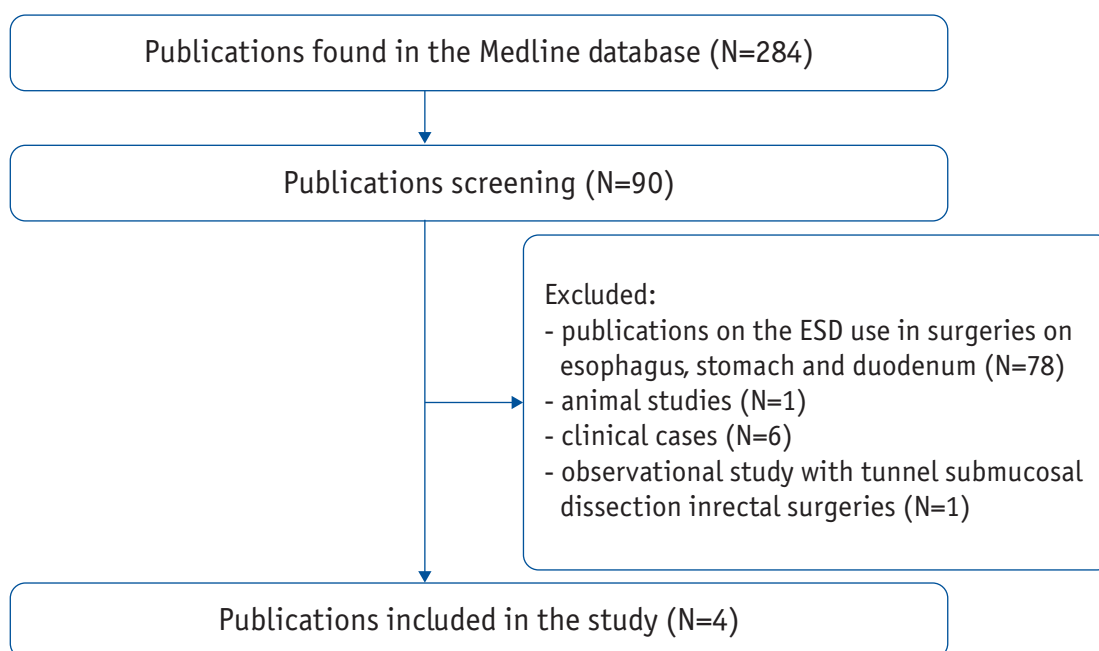 Publications found in the Medline database (N=284)
Publications screening (N=90)
Excluded:
- publications on the ESD use in surgeries on
esophagus, stomach and duodenum (N=78)
- animal studies (N=1)
- clinical cases (N=6)
- observational study with tunnel submucosal
dissection inrectal surgeries (N=1)
Publications included in the study (N=4)